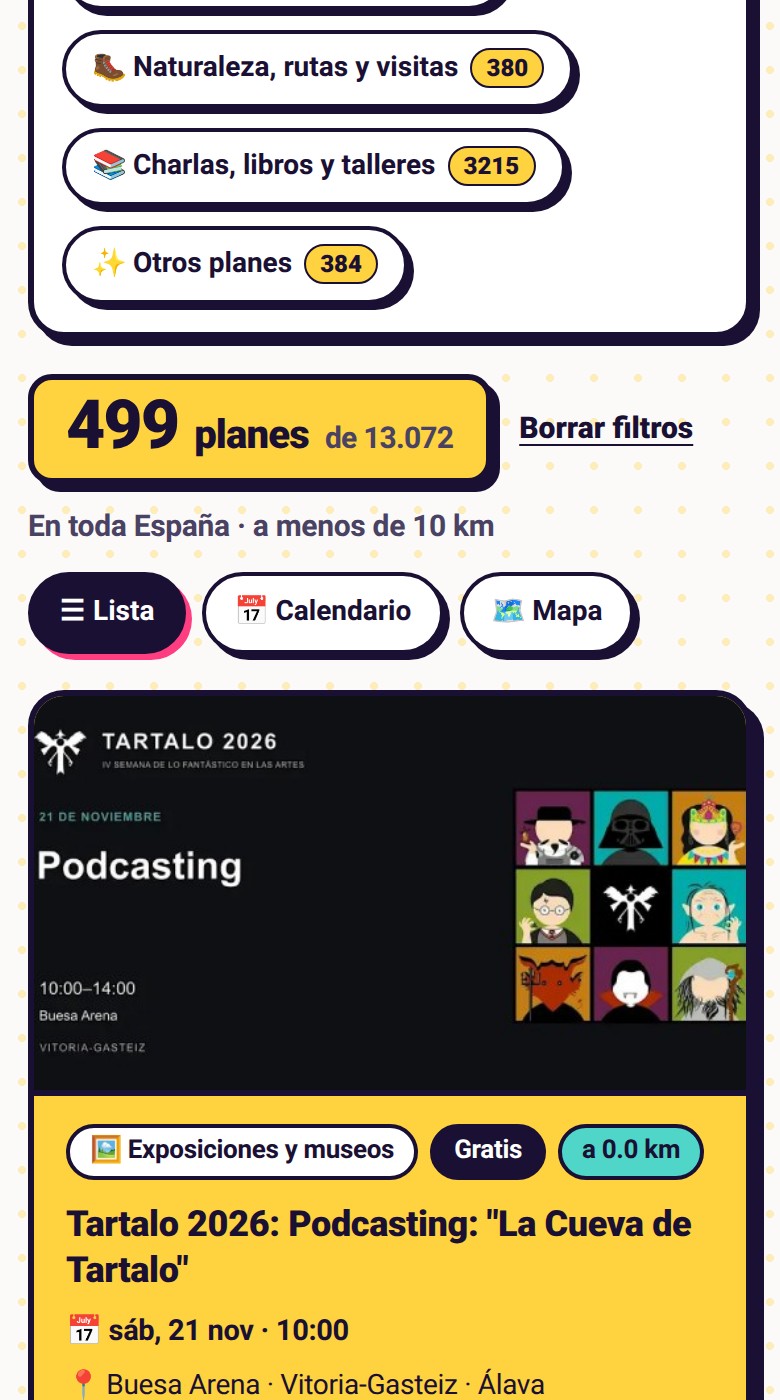 🥾 Naturaleza, rutas y visitas 380
📚 Charlas, libros y talleres 3215
✨ Otros planes 384
499 planes de 13.072 Borrar filtros
En toda España · a menos de 10 km
☰ Lista 📅 Calendario 🗺️ Mapa
TARTALO 2026
IV SEMANA DE LO FANTÁSTICO EN LAS ARTES
21 DE NOVIEMBRE
Podcasting
10:00–14:00
Buesa Arena
VITORIA-GASTEIZ
🖼️ Exposiciones y museos Gratis a 0.0 km
Tartalo 2026: Podcasting: "La Cueva de
Tartalo"
📅 sáb, 21 nov · 10:00
📍 Buesa Arena · Vitoria-Gasteiz · Álava